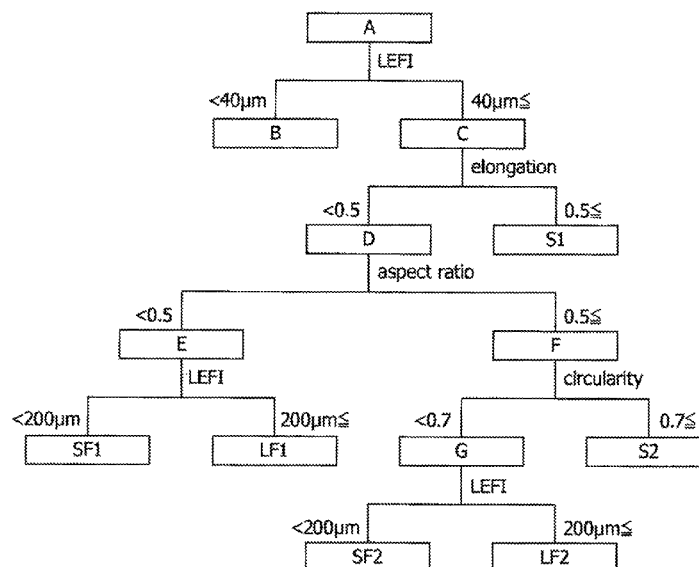 A
LEFI
<40μm 40μm≦
B C
elongation
<0.5 0.5≦
D S1
aspect ratio
<0.5 0.5≦
E F
LEFI circularity
<200μm 200μm≦ <0.7 0.7≦
SF1 LF1 G S2
LEFI
<200μm 200μm≦
SF2 LF2